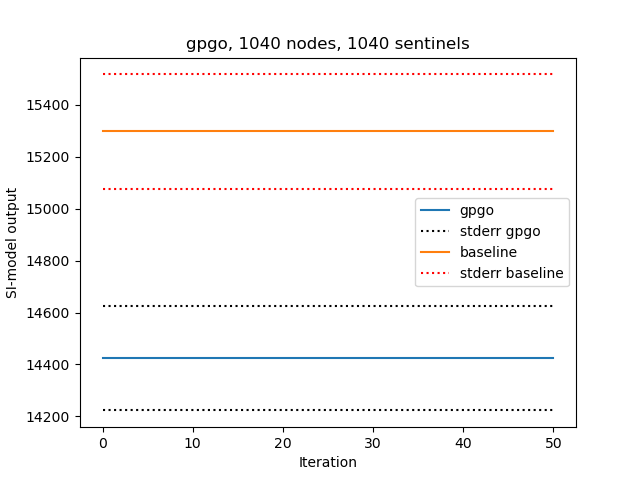 gpgo, 1040 nodes, 1040 sentinels
SI-model output
15400
15200
15000
14800
14600
14400
14200
gpgo
stderr gpgo
baseline
stderr baseline
0 10 20 30 40 50
Iteration